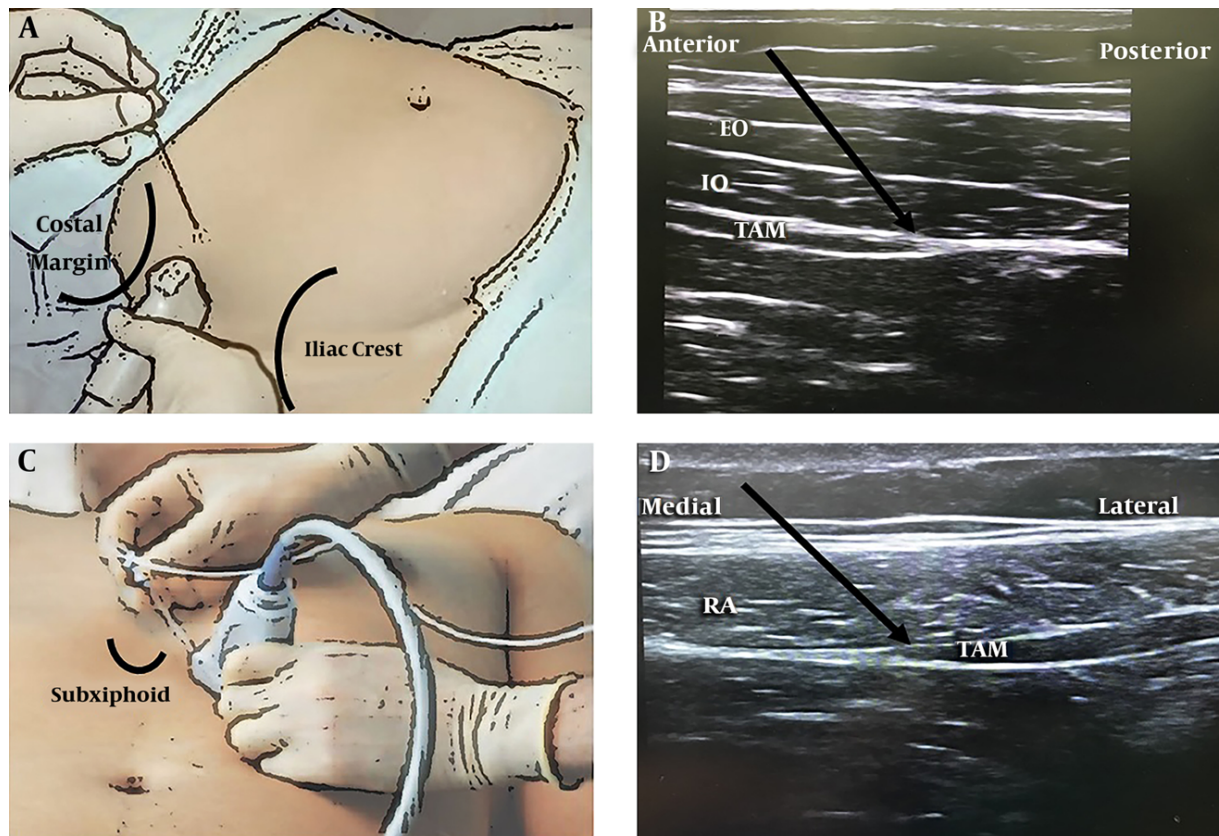 A
Costal
Margin
Iliac Crest
B
Anterior
Posterior
EO
IO
TAM
C
Subxiphoid
D
Medial
Lateral
RA
TAM